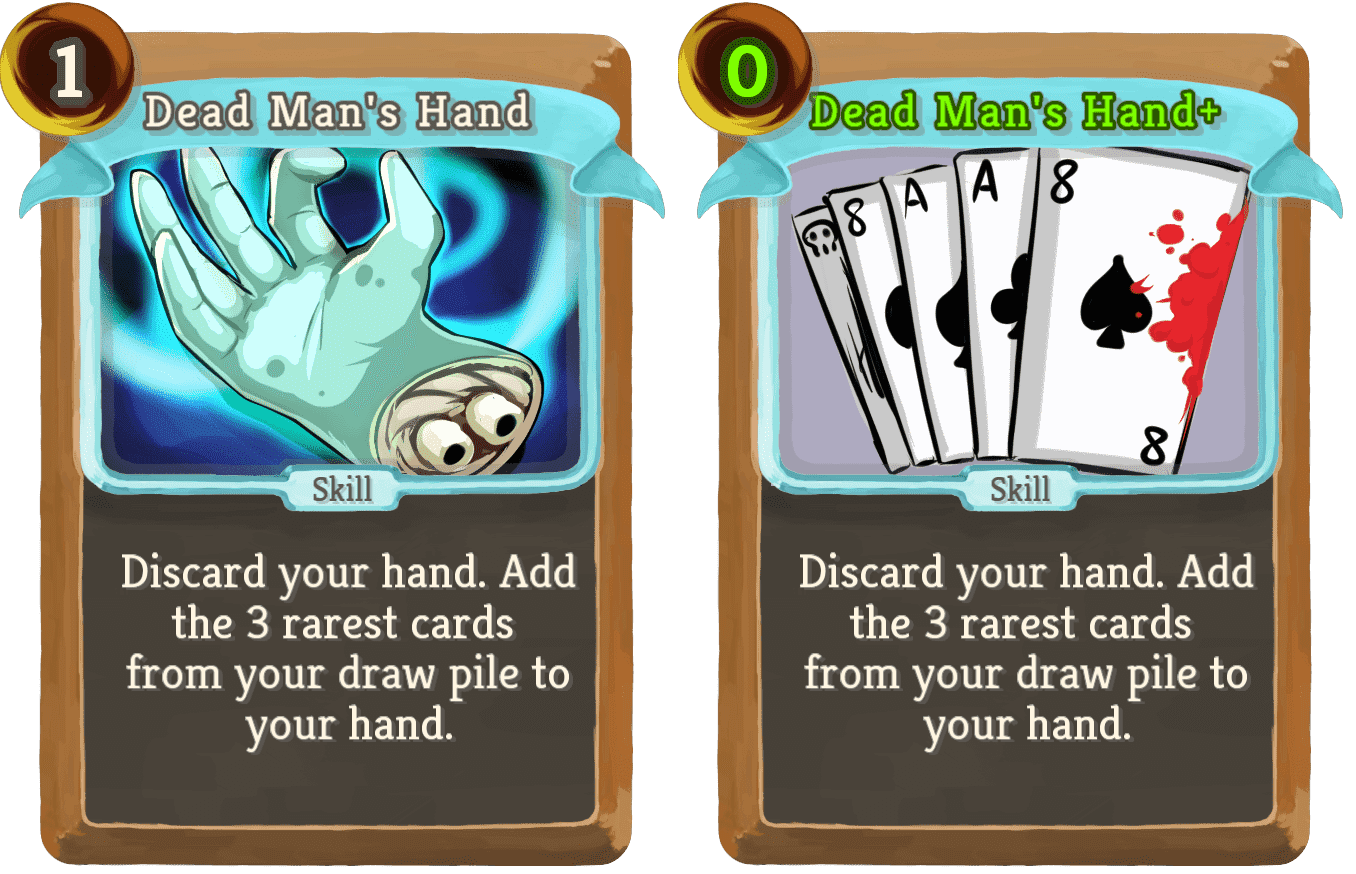 1
Dead Man's Hand
Skill
Discard your hand. Add
the 3 rarest cards
from your draw pile to
your hand.
0
Dead Man's Hand+
8
A
A
8
8
Skill
Discard your hand. Add
the 3 rarest cards
from your draw pile to
your hand.